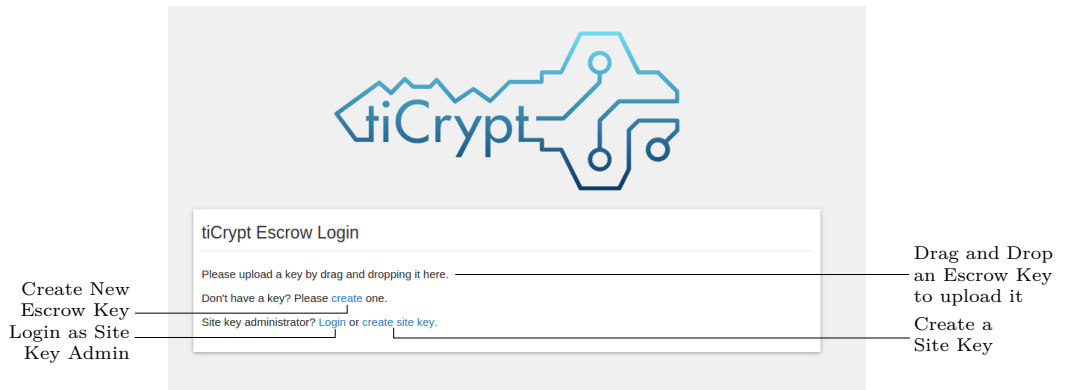 tiCrypt
tiCrypt Escrow Login
Please upload a key by drag and dropping it here.
Don't have a key? Please create one.
Site key administrator? Login or create site key.
Create New
Escrow Key
Login as Site
Key Admin
Drag and Drop
an Escrow Key
to upload it
Create a
Site Key